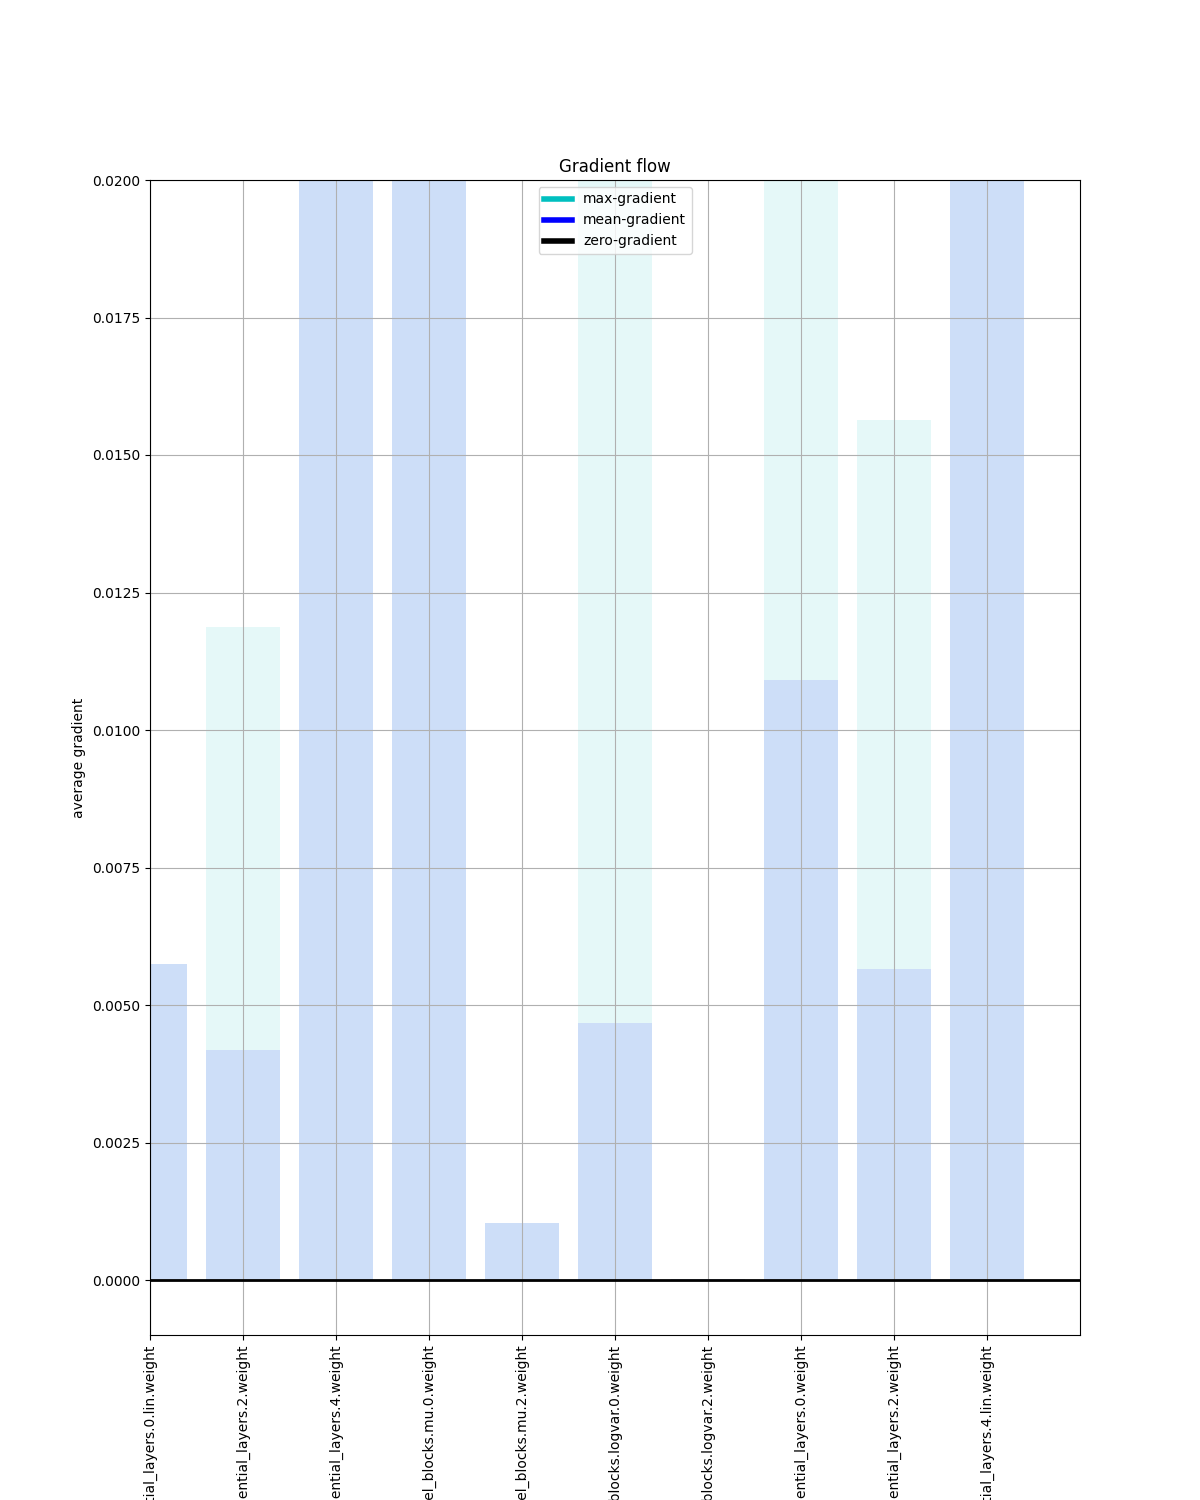 Gradient flow
max-gradient
mean-gradient
zero-gradient
0.0200
0.0175
0.0150
0.0125
0.0100
0.0075
0.0050
0.0025
0.0000
average gradient
tial_layers.0.lin.weight
ential_layers.2.weight
ential_layers.4.weight
el_blocks.mu.0.weight
el_blocks.mu.2.weight
blocks.logvar.0.weight
blocks.logvar.2.weight
ential_layers.0.weight
ential_layers.2.weight
tial_layers.4.lin.weight